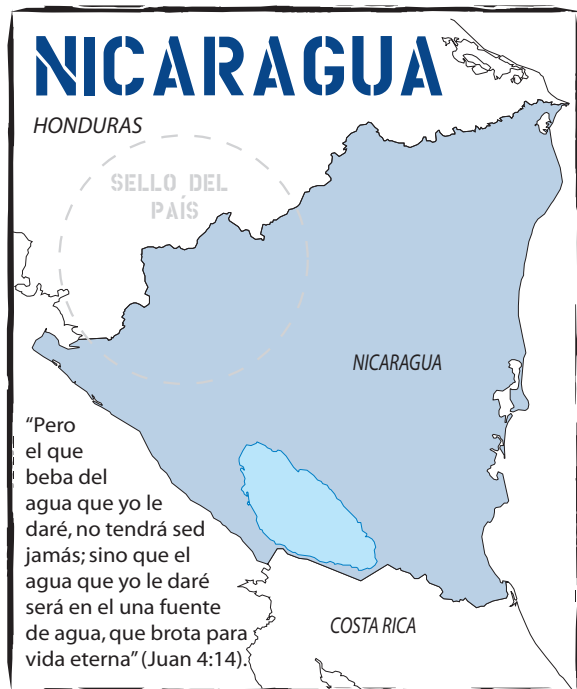 NICARAGUA
HONDURAS
SELLO DEL
PAÍS
NICARAGUA
“Pero
el que
beba del
agua que yo le
daré, no tendrá sed
jamás; sino que el
agua que yo le daré
será en el una fuente
de agua, que brota para
vida eterna” (Juan 4:14).
COSTA RICA